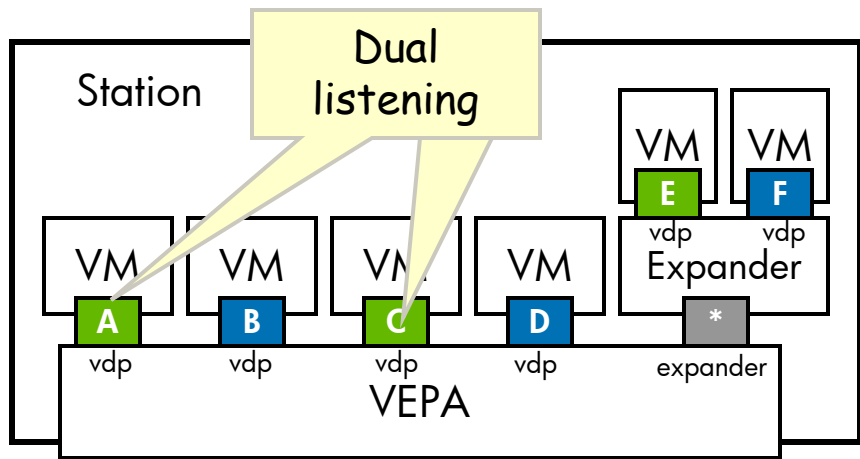 Dual
listening
Station
VM
VM
E
F
vdp
vdp
VM
VM
VM
VM
Expander
A
B
C
D
*
vdp
vdp
vdp
vdp
expander
VEPA